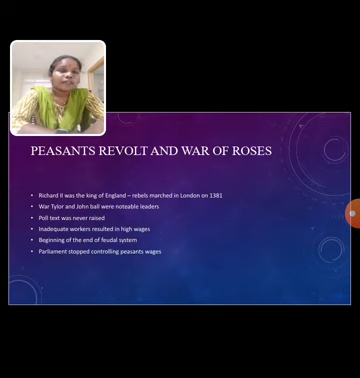 PEASANTS REVOLT AND WAR OF ROSES
• Richard II was the king of England – rebels marched in London on 1381
• War Tylor and John ball were noteable leaders
• Poll text was never raised
• Inadequate workers resulted in high wages
• Beginning of the end of feudal system
• Parliament stopped controlling peasants wages